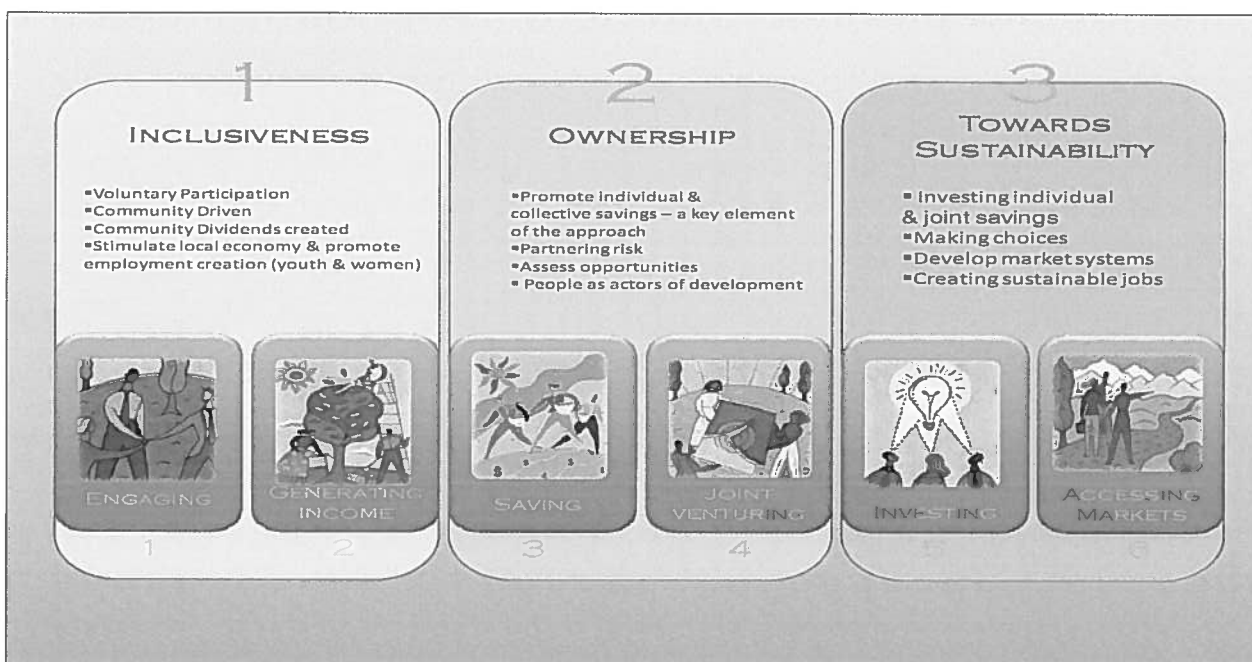 1
INCLUSIVENESS
▪Voluntary Participation
▪Community Driven
▪Community Dividends created
▪Stimulate local economy & promote
employment creation (youth & women)
ENGAGING
1
GENERATING
INCOME
2
2
OWNERSHIP
▪Promote individual &
collective savings – a key element
of the approach
▪Partnering risk
▪Assess opportunities
▪ People as actors of development
SAVING
3
JOINT
VENTURING
4
3
TOWARDS
SUSTAINABILITY
▪ Investing individual
& joint savings
▪Making choices
▪Develop market systems
▪Creating sustainable jobs
INVESTING
5
ACCESSING
MARKETS
6